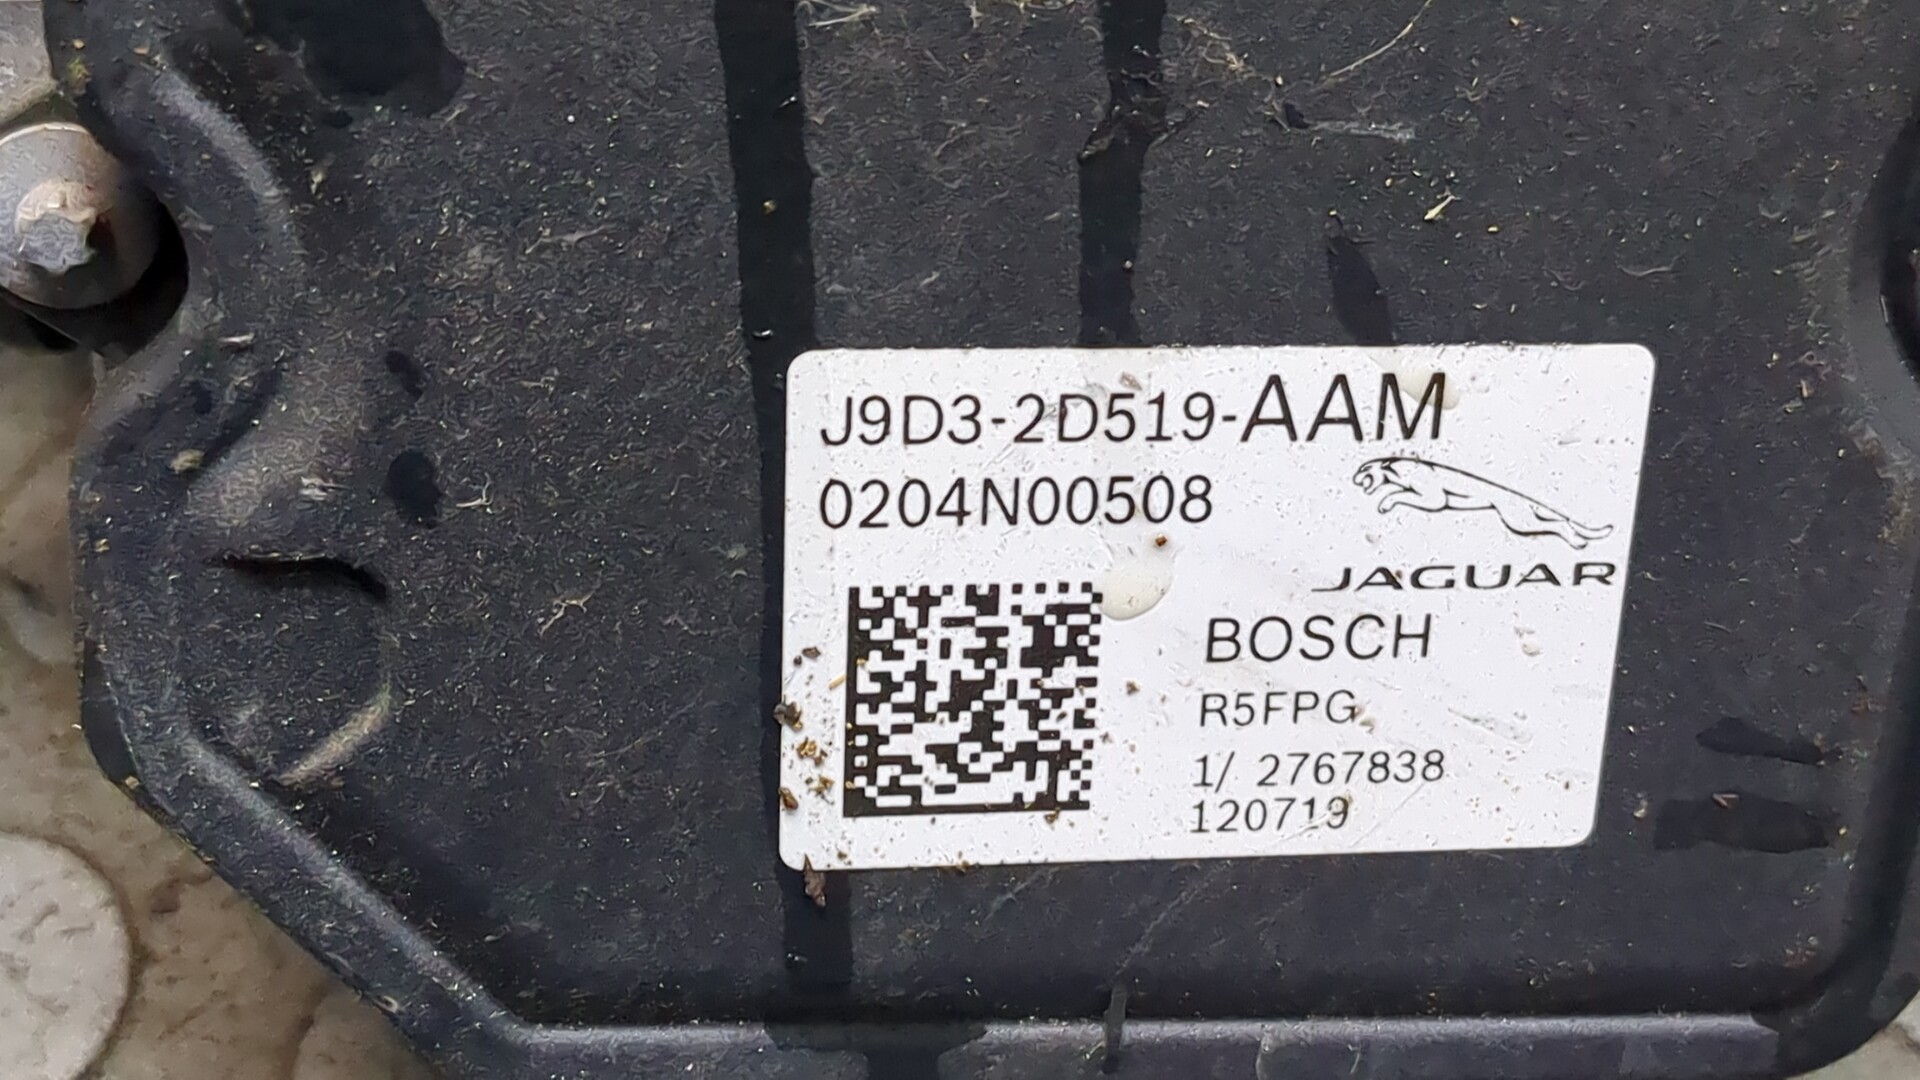 J9D3-2D519-AAM
0204N00508
JAGUAR
BOSCH
R5FPG
1/ 2767838
120719